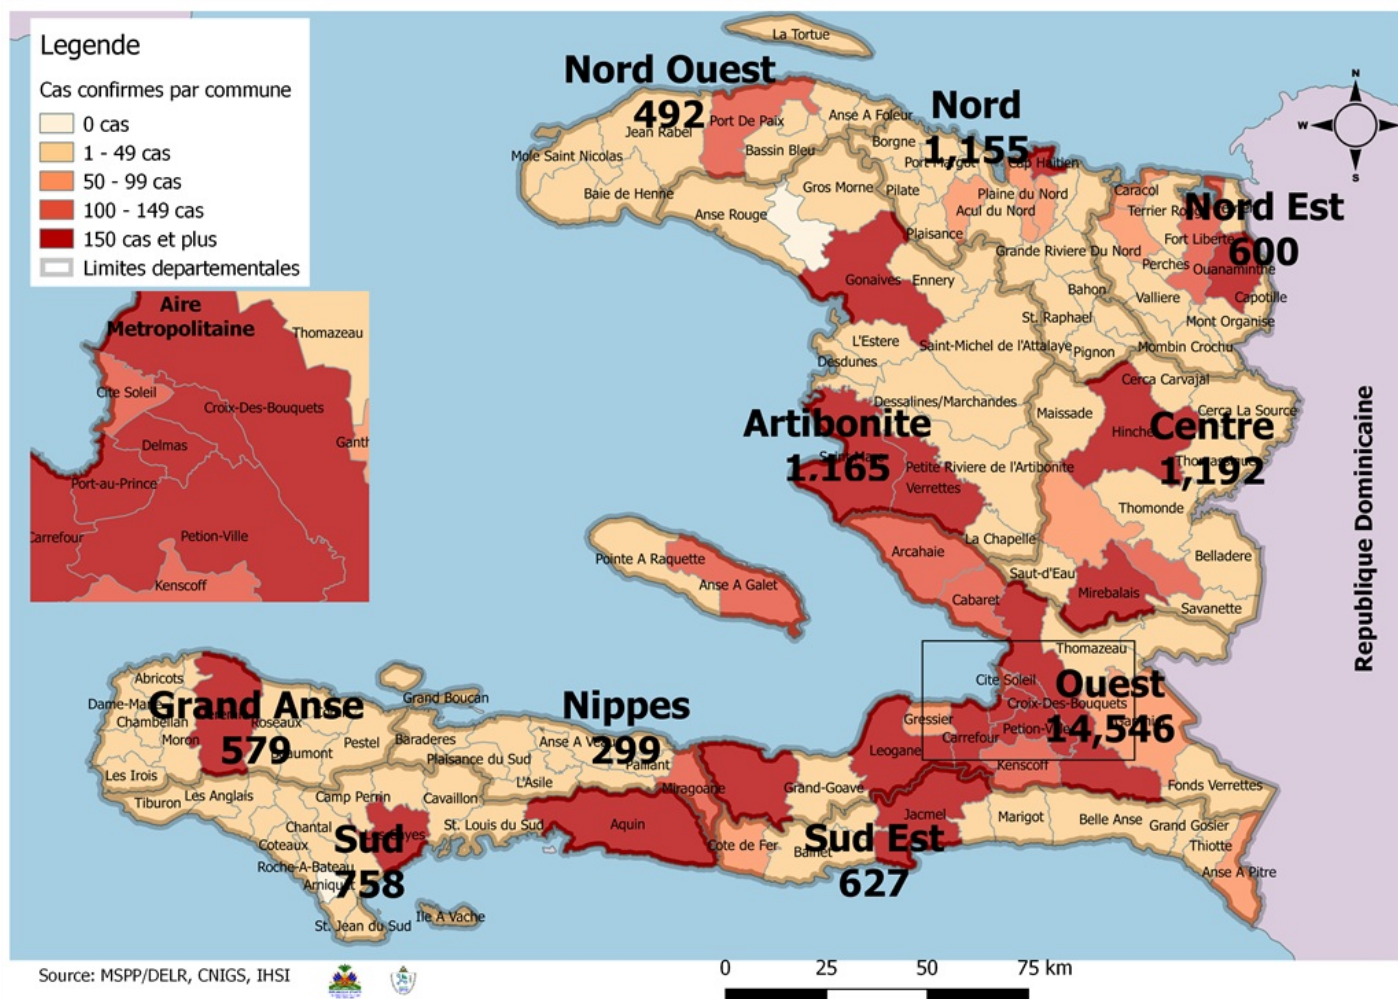 Legende
Cas confirmes par commune
0 cas
1 - 49 cas
50 - 99 cas
100 - 149 cas
150 cas et plus
Limites departementales
Aire
Metropolitaine
Thomazeau
Cite Soleil
Croix-Des-Bouquets
Ganth
Delmas
Port-au-Prince
Carrefour
Petion-Ville
Kenscoff
La Tortue
Nord Ouest
492
Port De Paix
Jean Rabel
Anse A Foleur
Bassin Bleu
Mole Saint Nicolas
Baie de Henne
Anse Rouge
Gros Morne
Nord
1,155
Borgne
Port Margot
Cap Haitien
Pilate
Plaine du Nord
Acul du Nord
Plaisance
Grande Riviere Du Nord
Caracol
Nord Est
600
Fort Liberte
Perches
Ouanaminthe
Bahon
Valliere
Capotille
St. Raphael
Mont Organise
Pignon
Mombin Crochu
Gonaives
Ennery
L'Estere
Saint-Michel de l'Attalaye
Desdunes
Dessalines/Marchandes
Artibonite
1,165
Petite Riviere de l'Artibonite
Verrettes
La Chapelle
Cerca Carvajal
Maissade
Cerca La Source
Hinche
Centre
1,192
Thomonde
Belladere
Saut-d'Eau
Mirebalais
Savanette
Republique Dominicaine
N
W
S
Pointe A Raquette
Anse A Galet
Arcahaie
Cabaret
Thomazeau
Cite Soleil
Ouest
14,546
Croix-Des-Bouquets
Gressier
Carrefour
Petion-Ville
Leogane
Kenscoff
Fonds Verrettes
Grand-Goave
Abricots
Grand Anse
579
Chambellan
Moron
Roseaux
Beaumont
Pestel
Les Irois
Grand Boucan
Baraderes
Nippes
299
Anse A Veau
Plaisance du Sud
Paillant
L'Asile
Miragoane
Tiburon
Les Anglais
Camp Perrin
Cavaillon
Chantal
Sud
758
St. Louis du Sud
Aquin
Coteaux
Roche-A-Bateau
Arniquet
St. Jean du Sud
Ile A Vache
Cote de Fer
Bainet
Sud Est
627
Jacmel
Marigot
Belle Anse
Grand Gosier
Thiotte
Anse A Pitre
Source: MSPP/DELR, CNIGS, IHSI
0 25 50 75 km